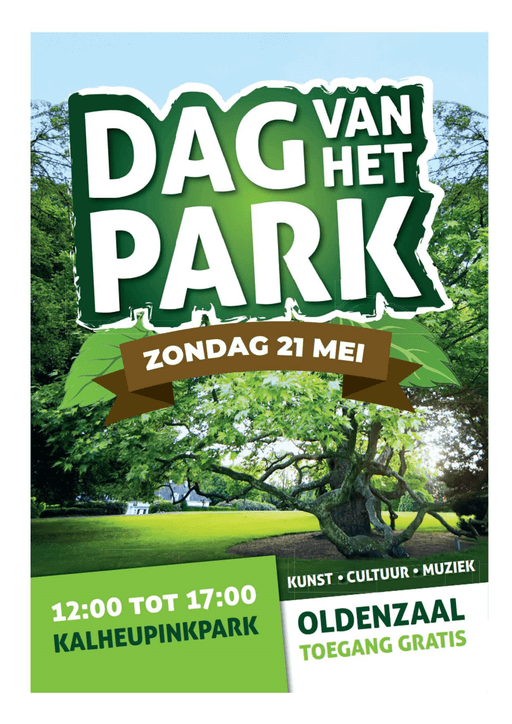 DAG VAN
HET
PARK
ZONDAG 21 MEI
KUNST • CULTUUR • MUZIEK
12:00 TOT 17:00
KALHEUPINKPARK
OLDENZAAL
TOEGANG GRATIS